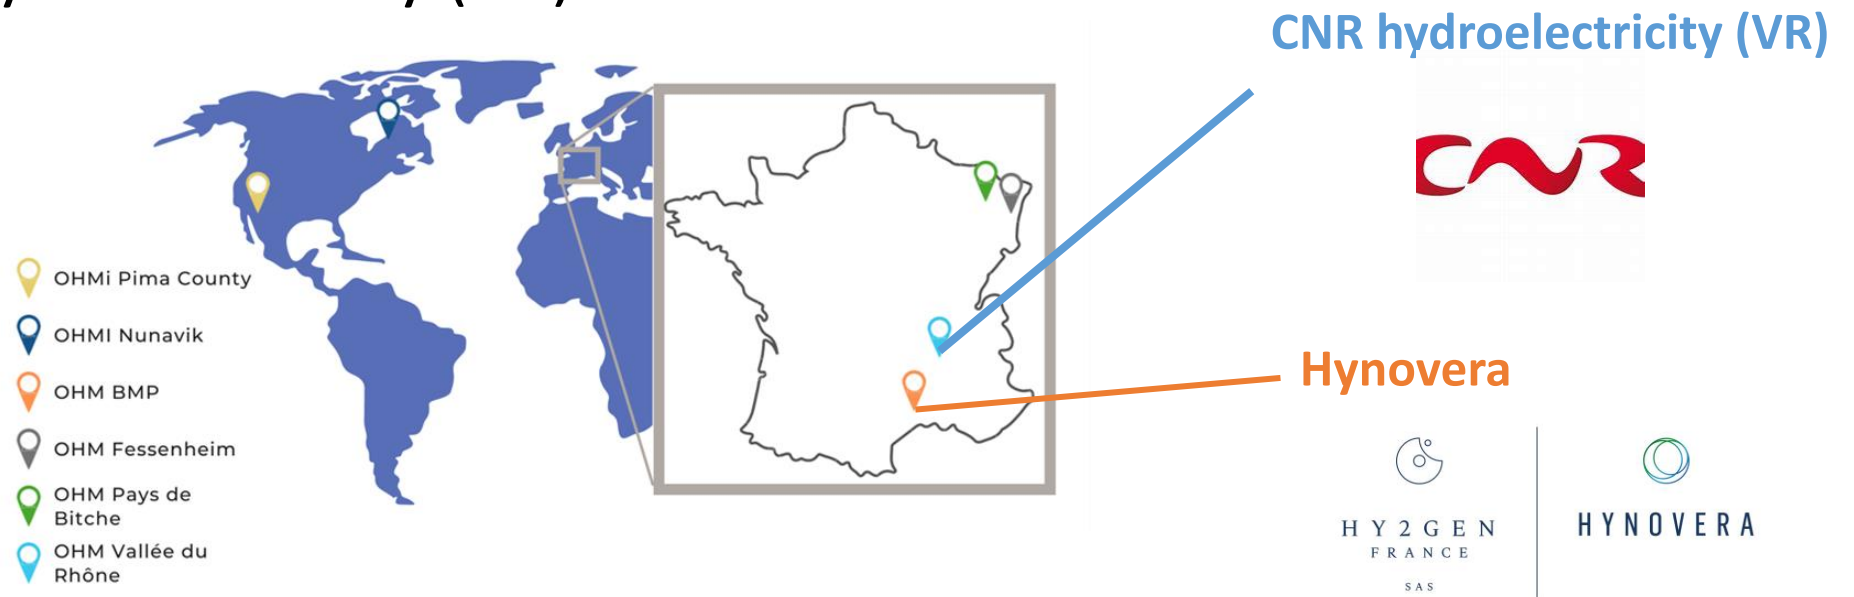 CNR hydroelectricity (VR)
CNR
OHMi Pima County
OHMI Nunavik
OHM BMP
OHM Fessenheim
OHM Pays de
Bitche
OHM Vallée du
Rhône
Hynovera
HY2GEN
FRANCE
SAS
HYNOVERA